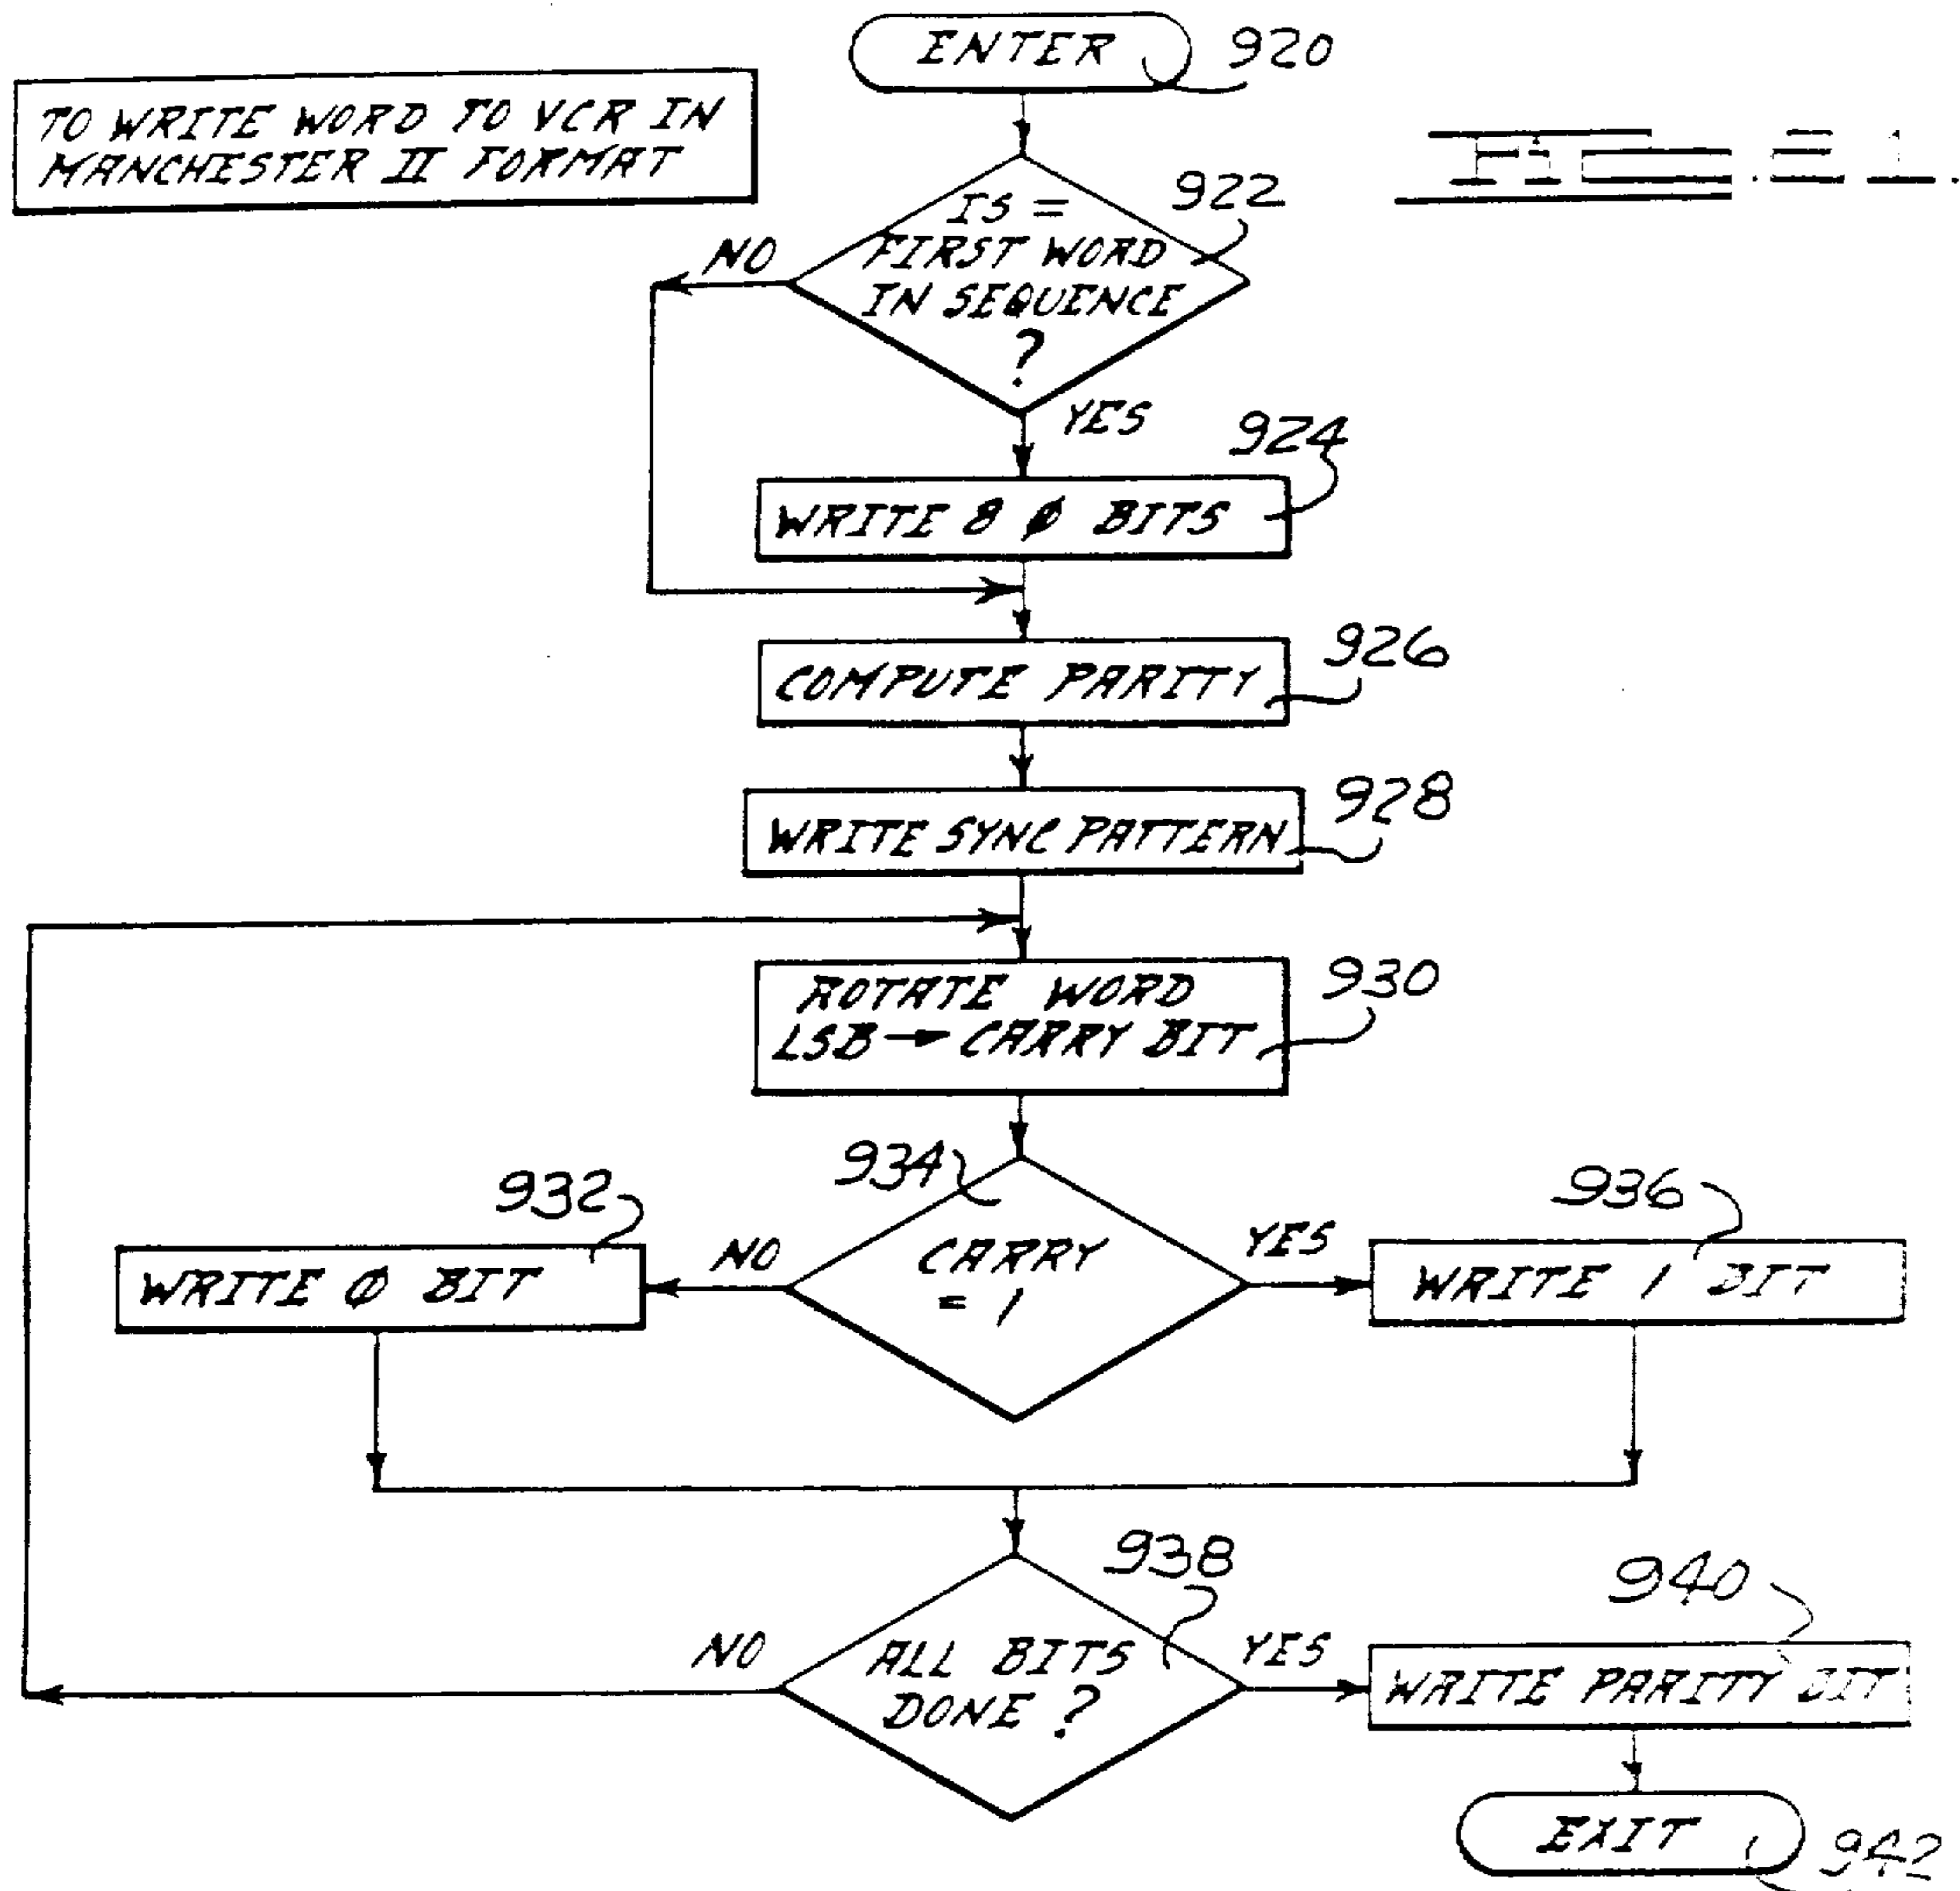 ENTER
920
TO WRITE WORD TO VCR IN
MANCHESTER II FORMAT
922
IS =
FIRST WORD
IN SEQUENCE
?
NO
YES
924
WRITE 8 Ø BITS
926
COMPUTE PARITY
928
WRITE SYNC PATTERN
930
ROTATE WORD
LSB → CARRY BIT
934
932
936
NO
CARRY
= 1
YES
WRITE Ø BIT
WRITE 1 BIT
938
940
NO
ALL BITS
DONE ?
YES
WRITE PARITY BIT
EXIT
942